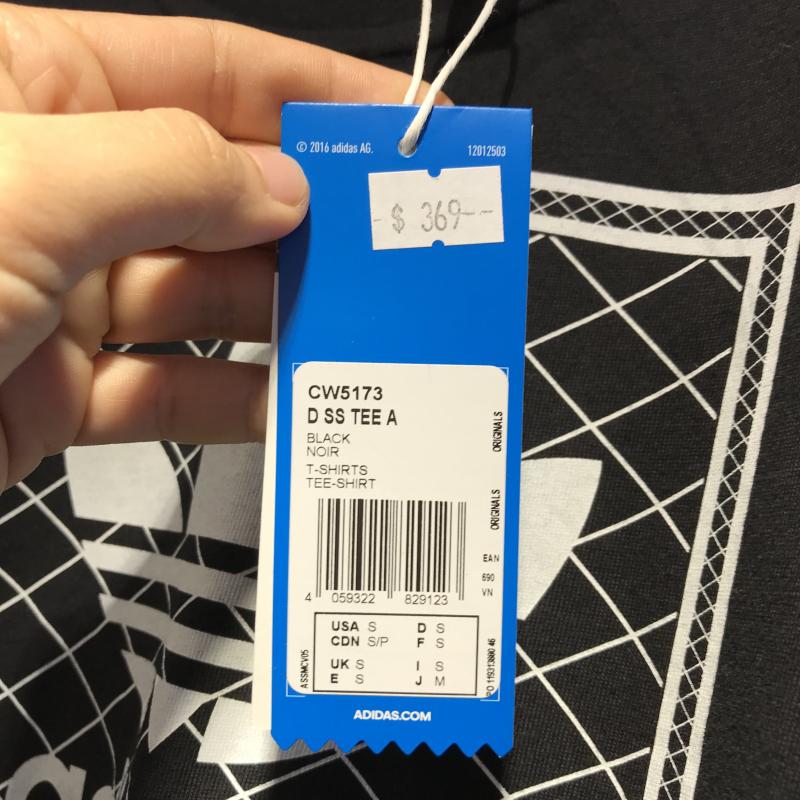 © 2016 adidas AG.
12012503
- $ 369 - -
CW5173
D SS TEE A
BLACK
NOIR
T-SHIRTS
TEE-SHIRT
ORIGINALS
ORIGINALS
EAN
690
VN
4 059322 829123
USA S D S
CDN S/P F S
UK S I S
E S J M
ASSMCV05
ADIDAS.COM